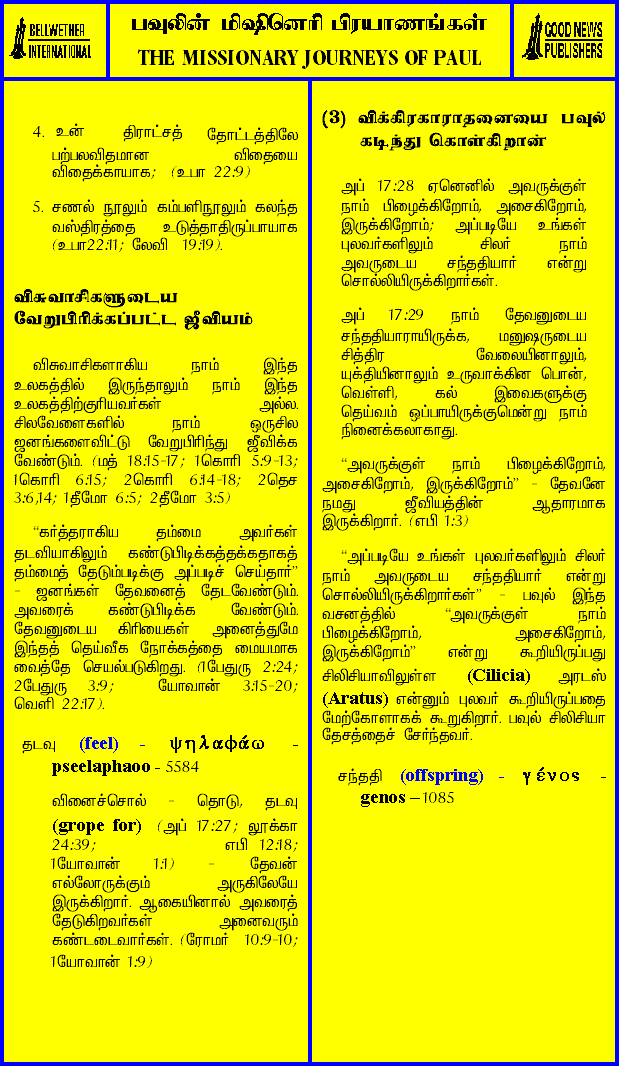 BELLWETHER
INTERNATIONAL
பவுலின் மிஷினெரி பிரயாணங்கள்
THE MISSIONARY JOURNEYS OF PAUL
GOOD NEWS
PUBLISHERS
4. உன் திராட்சத் தோட்டத்திலே
பற்பலவிதமான விதையை
விதைக்காயாக; (உபா 22:9)
5. சணல் நூலும் கம்பளிநூலும் கலந்த
வஸ்திரத்தை உடுத்தாதிருப்பாயாக
(உபா22:11; லேவி 19:19).
விசுவாசிகளுடைய
வேறுபிரிக்கப்பட்ட ஜீவியம்
விசுவாசிகளாகிய நாம் இந்த
உலகத்தில் இருந்தாலும் நாம் இந்த
உலகத்திற்குரியவர்கள் அல்ல.
சிலவேளைகளில் நாம் ஒருசில
ஜனங்களைவிட்டு வேறுபிரிந்து ஜீவிக்க
வேண்டும். (மத் 18:15-17; 1கொரி 5:9-13;
1கொரி 6:15; 2கொரி 6:14-18; 2தெச
3:6,14; 1தீமோ 6:5; 2தீமோ 3:5)
“கர்த்தராகிய தம்மை அவர்கள்
தடவியாகிலும் கண்டுபிடிக்கத்தக்கதாகத்
தம்மைத் தேடும்படிக்கு அப்படிச் செய்தார்”
- ஜனங்கள் தேவனைத் தேடவேண்டும்.
அவரைக் கண்டுபிடிக்க வேண்டும்.
தேவனுடைய கிரியைகள் அனைத்துமே
இந்தத் தெய்வீக நோக்கத்தை மையமாக
வைத்தே செயல்படுகிறது. (1பேதுரு 2:24;
2பேதுரு 3:9; யோவான் 3:15-20;
வெளி 22:17).
தடவு (feel) - ψηλαφάω -
pseelaphaoo - 5584
வினைச்சொல் - தொடு, தடவு
(grope for) (அப் 17:27; லூக்கா
24:39; எபி 12:18;
1யோவான் 1:1) - தேவன்
எல்லோருக்கும் அருகிலேயே
இருக்கிறார். ஆகையினால் அவரைத்
தேடுகிறவர்கள் அனைவரும்
கண்டடைவார்கள். (ரோமர் 10:9-10;
1யோவான் 1:9)
(3) விக்கிரகாராதனையை பவுல்
கடிந்து கொள்கிறான்
அப் 17:28 ஏனெனில் அவருக்குள்
நாம் பிழைக்கிறோம், அசைகிறோம்,
இருக்கிறோம்; அப்படியே உங்கள்
புலவர்களிலும் சிலர் நாம்
அவருடைய சந்ததியார் என்று
சொல்லியிருக்கிறார்கள்.
அப் 17:29 நாம் தேவனுடைய
சந்ததியாராயிருக்க, மனுஷருடைய
சித்திர வேலையினாலும்,
யுக்தியினாலும் உருவாக்கின பொன்,
வெள்ளி, கல் இவைகளுக்கு
தெய்வம் ஒப்பாயிருக்குமென்று நாம்
நினைக்கலாகாது.
“அவருக்குள் நாம் பிழைக்கிறோம்,
அசைகிறோம், இருக்கிறோம்” - தேவனே
நமது ஜீவியத்தின் ஆதாரமாக
இருக்கிறார். (எபி 1:3)
“அப்படியே உங்கள் புலவர்களிலும் சிலர்
நாம் அவருடைய சந்ததியார் என்று
சொல்லியிருக்கிறார்கள்” - பவுல் இந்த
வசனத்தில் “அவருக்குள் நாம்
பிழைக்கிறோம், அசைகிறோம்,
இருக்கிறோம்” என்று கூறியிருப்பது
சிலிசியாவிலுள்ள (Cilicia) அரடஸ்
(Aratus) என்னும் புலவர் கூறியிருப்பதை
மேற்கோளாகக் கூறுகிறார். பவுல் சிலிசியா
தேசத்தைச் சேர்ந்தவர்.
சந்ததி (offspring) - γένος -
genos – 1085